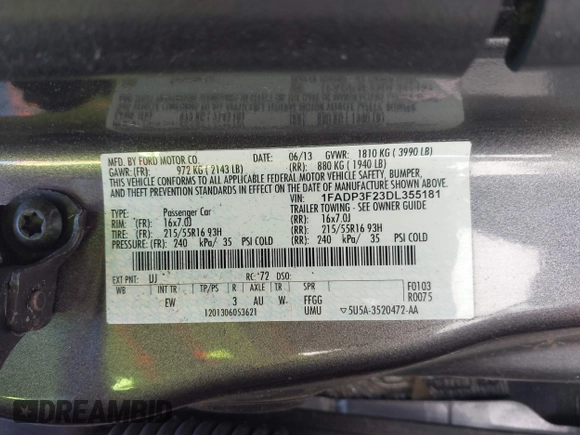 MFD. BY FORD MOTOR CO. DATE: 06/13 GVWR: 1810 KG ( 3990 LB)
GAWR: (FR): 972 KG ( 2143 LB) (RR): 880 KG ( 1940 LB)
THIS VEHICLE CONFORMS TO ALL APPLICABLE FEDERAL MOTOR VEHICLE SAFETY, BUMPER,
AND THEFT PREVENTION STANDARDS IN EFFECT ON THE DATE OF MANUFACTURE SHOWN ABOVE.
VIN: 1FADP3F23DL355181
TYPE: Passenger Car TRAILER TOWING - SEE OWNER GUIDE
RIM: (FR): 16x7.0J (RR): 16x7.0J
TIRE: (FR): 215/55R16 93H (RR): 215/55R16 93H
PRESSURE: (FR): 240 kPa/ 35 PSI COLD (RR): 240 kPa/ 35 PSI COLD
EXT PNT: UJ RC: 72 DSO:
WB INT TR TP/PS R AXLE TR SPR F0103
EW 3 AU W- FFGG R0075
1201306053621 UMU ▽5U5A-3520472-AA
DREAMBID